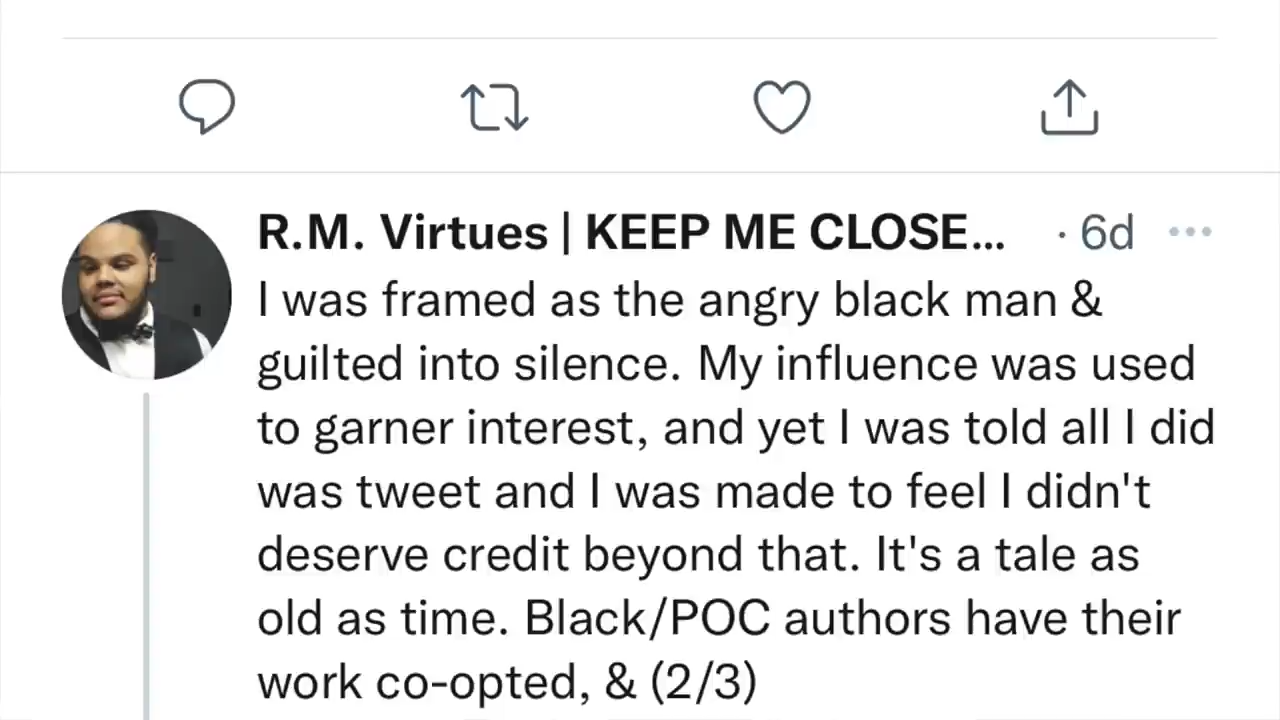 R.M. Virtues | KEEP ME CLOSE... · 6d
I was framed as the angry black man &
guilted into silence. My influence was used
to garner interest, and yet I was told all I did
was tweet and I was made to feel I didn't
deserve credit beyond that. It's a tale as
old as time. Black/POC authors have their
work co-opted, & (2/3)